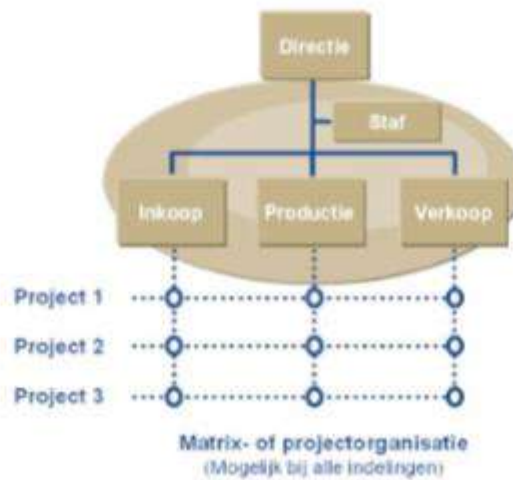 Directie
Staf
Inkoop
Productie
Verkoop
Project 1
Project 2
Project 3
Matrix- of projectorganisatie
(Mogelijk bij alle indelingen)